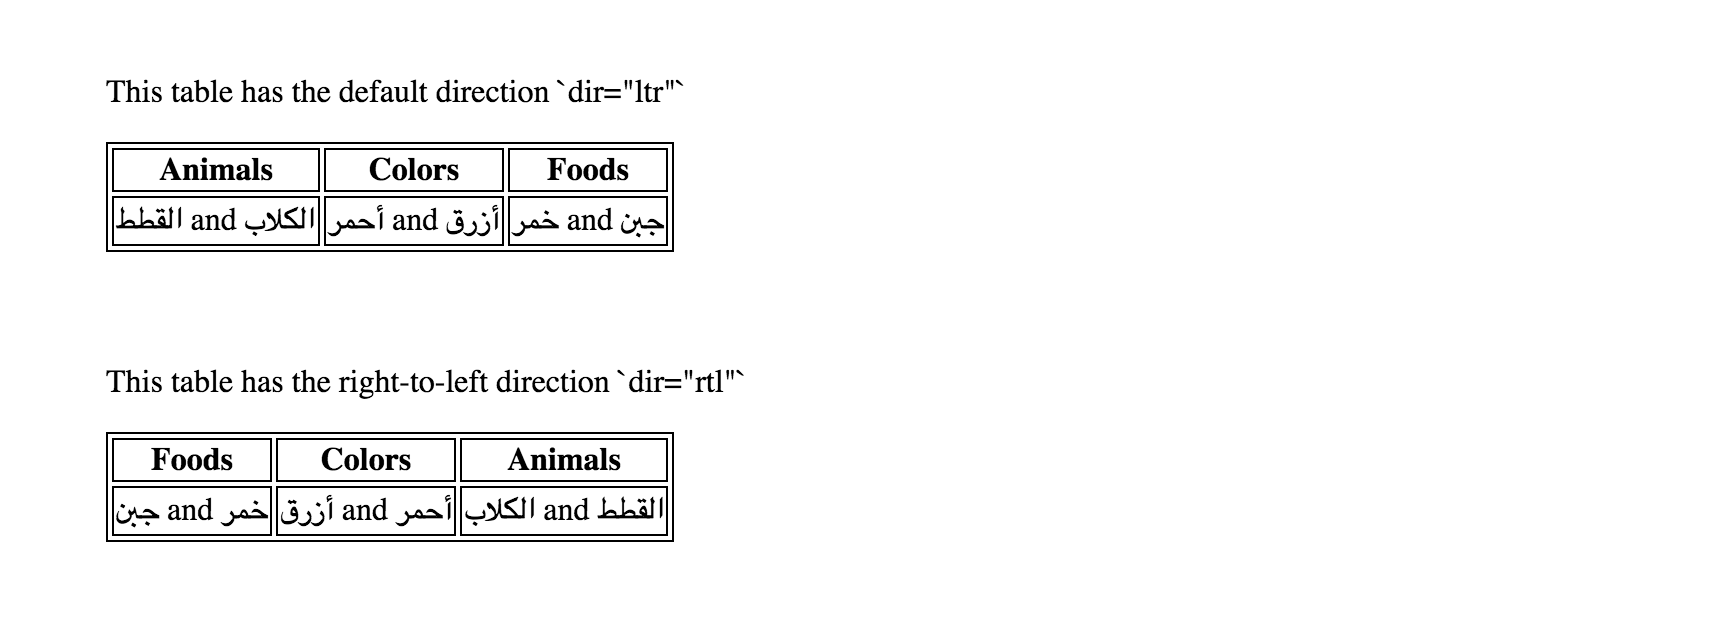 This table has the default direction `dir="ltr"`
Animals Colors Foods
القطط and الكلاب أحمر and أزرق خمر and جبن
This table has the right-to-left direction `dir="rtl"`
Foods Colors Animals
جبن and خمر أزرق and أحمر الكلاب and القطط